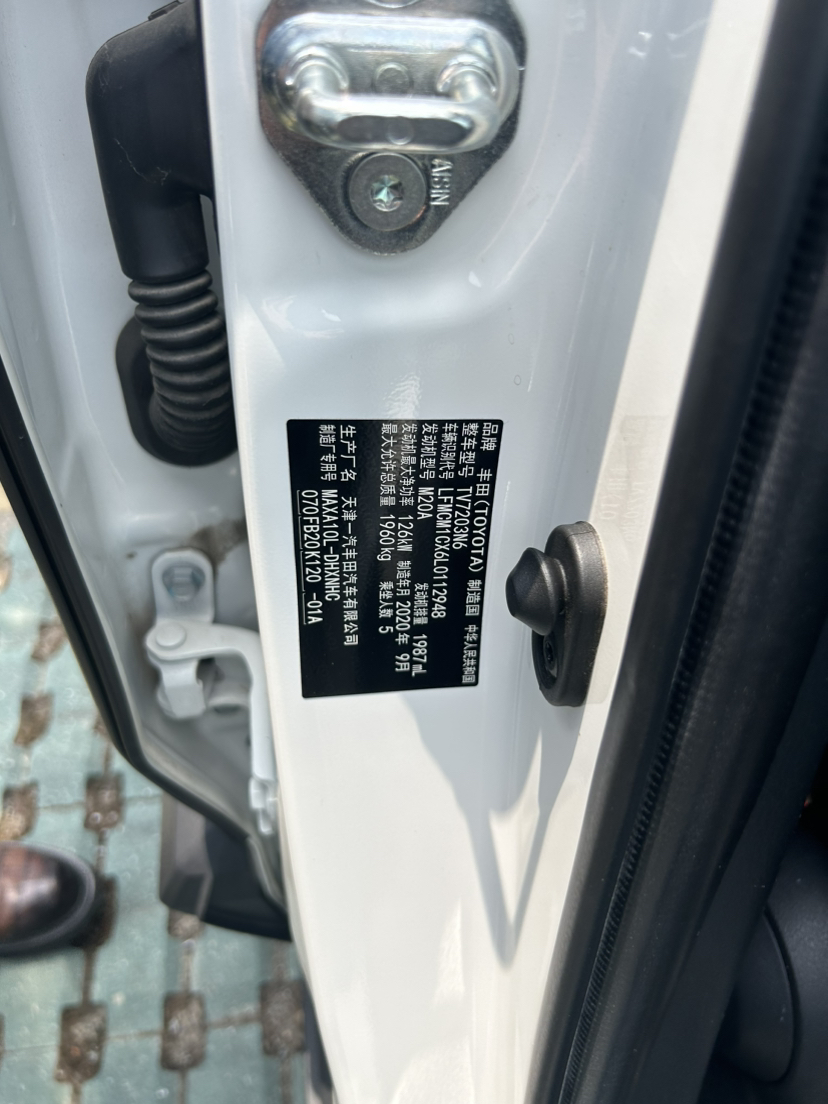 AISIN
品牌 丰田(TOYOTA) 制造国 中华人民共和国
整车型号 TV7203N6
车辆识别代号 LFMCM1CX6L0112948
发动机型号 M20A 发动机排量 1987mL
发动机最大净功率 126kW 制造年月 2020年 9月
最大允许总质量 1960kg 乘坐人数 5
生产厂名 天津一汽丰田汽车有限公司
制造厂专用号 MAXA10L-DHXNHC
070FB20K120 -01A